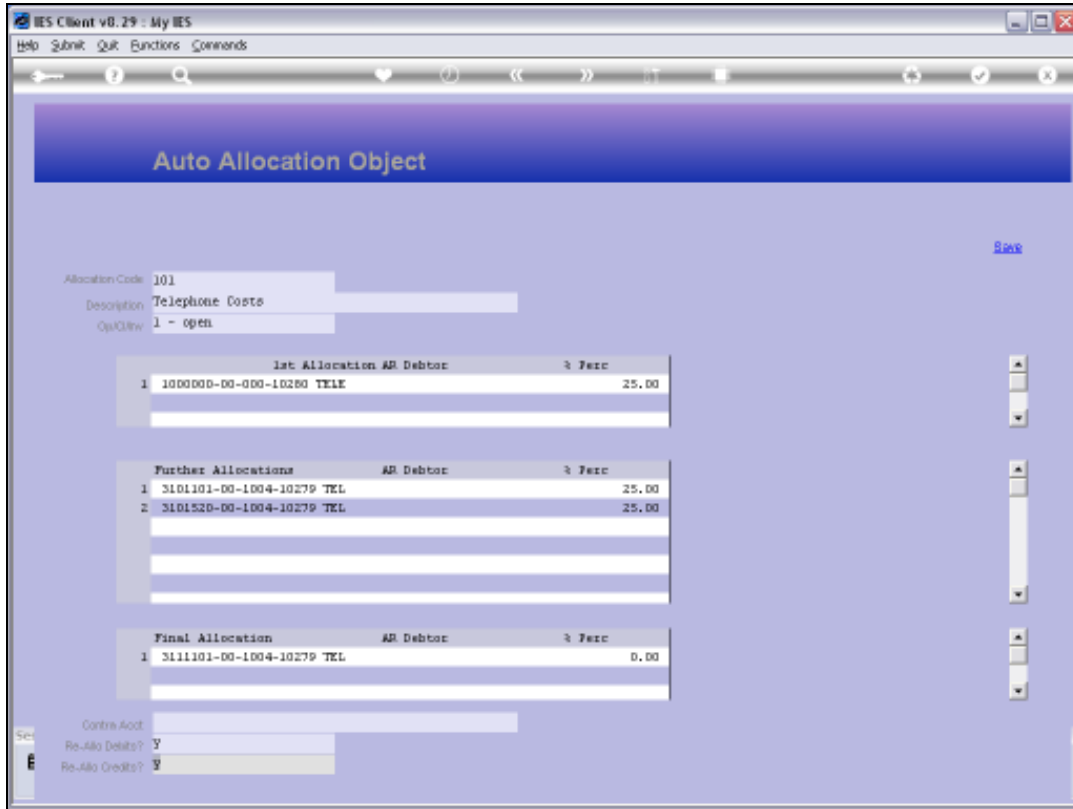 IES Client v8.29 : My IES
Help Submit Quit Functions Commands
Auto Allocation Object
Save
Allocation Code 101
Description Telephone Costs
Op/Cl/Inv 1 - open
1st Allocation AR Debtor % Perc
1 1000000-00-000-10280 TELE 25.00
Further Allocations AR Debtor % Perc
1 3101101-00-1004-10279 TEL 25.00
2 3101520-00-1004-10279 TEL 25.00
Final Allocation AR Debtor % Perc
1 3111101-00-1004-10279 TEL 0.00
Contra Acct
Re-Allo Debits? Y
Re-Allo Credits? Y